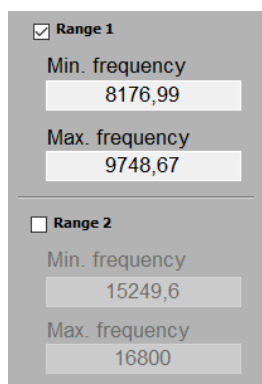 Range 1
Min. frequency
8176,99
Max. frequency
9748,67
Range 2
Min. frequency
15249,6
Max. frequency
16800